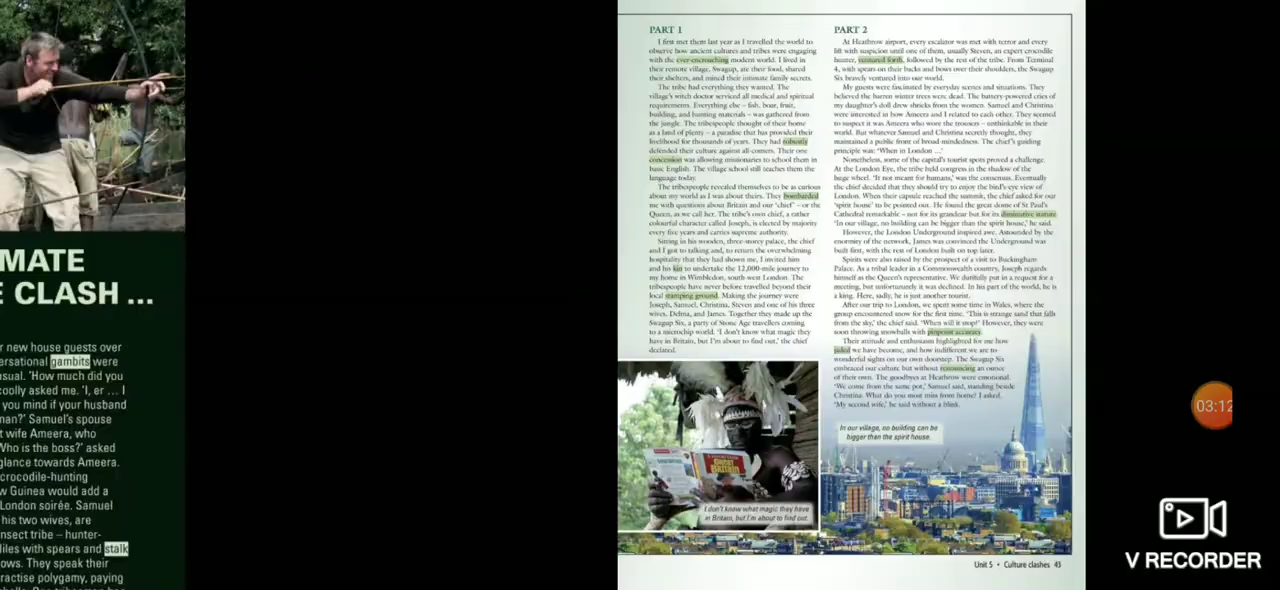 MATE
E CLASH ...
r new house guests over
ersational gambits were
sual. 'How much did you
coolly asked me. 'I, er ... I
you mind if your husband
man?' Samuel's spouse
t wife Ameera, who
Who is the boss?' asked
glance towards Ameera.
crocodile-hunting
w Guinea would add a
London soirée. Samuel
his two wives, are
nsect tribe – hunter-
iles with spears and stalk
ows. They speak their
ractise polygamy, paying
PART 1
I first met them last year as I travelled the world to
observe how ancient cultures and tribes were engaging
with the ever-encroaching modern world. I lived in
their remote village, Swagup, ate their food, shared
their shelters, and mined their intimate family secrets.
The tribe had everything they wanted. The
village's witch doctor serviced all medical and spiritual
requirements. Everything else – fish, boar, fruit,
building, and hunting materials – was gathered from
the jungle. The tribespeople thought of their home
as a land of plenty – a paradise that has provided their
livelihood for thousands of years. They had robustly
defended their culture against all-comers. Their one
concession was allowing missionaries to school them in
basic English. The village school still teaches them the
language today.
The tribespeople revealed themselves to be as curious
about my world as I was about theirs. They bombarded
me with questions about Britain and our 'chief' – or the
Queen, as we call her. The tribe's own chief, a rather
colourful character called Joseph, is elected by majority
every five years and carries supreme authority.
Sitting in his wooden, three-storey palace, the chief
and I got to talking and, to return the overwhelming
hospitality that they had shown me, I invited him
and his kin to undertake the 12,000-mile journey to
my home in Wimbledon, south-west London. The
tribespeople have never before travelled beyond their
local stamping ground. Making the journey were
Joseph, Samuel, Christina, Steven and one of his three
wives, Delma, and James. Together they made up the
Swagup Six, a party of Stone Age travellers coming
to a microchip world. 'I don't know what magic they
have in Britain, but I'm about to find out,' the chief
declared.
I don't know what magic they have
in Britain, but I'm about to find out.
PART 2
At Heathrow airport, every escalator was met with terror and every
lift with suspicion until one of them, usually Steven, an expert crocodile
hunter, ventured forth, followed by the rest of the tribe. From Terminal
4, with spears on their backs and bows over their shoulders, the Swagup
Six bravely ventured into our world.
My guests were fascinated by everyday scenes and situations. They
believed the barren winter trees were dead. The battery-powered cries of
my daughter's doll drew shrieks from the women. Samuel and Christina
were interested in how Ameera and I related to each other. They seemed
to suspect it was Ameera who wore the trousers – unthinkable in their
world. But whatever Samuel and Christina secretly thought, they
maintained a public front of broad-mindedness. The chief's guiding
principle was: 'When in London ...'
Nonetheless, some of the capital's tourist spots proved a challenge.
At the London Eye, the tribe held congress in the shadow of the
huge wheel. 'It not meant for humans,' was the consensus. Eventually
the chief decided that they should try to enjoy the bird's-eye view of
London. When their capsule reached the summit, the chief asked for our
'spirit house' to be pointed out. He found the great dome of St Paul's
Cathedral remarkable – not for its grandeur but for its diminutive stature
'In our village, no building can be bigger than the spirit house,' he said.
However, the London Underground inspired awe. Astounded by the
enormity of the network, James was convinced the Underground was
built first, with the rest of London built on top later.
Spirits were also raised by the prospect of a visit to Buckingham
Palace. As a tribal leader in a Commonwealth country, Joseph regards
himself as the Queen's representative. We dutifully put in a request for a
meeting, but unfortunately it was declined. In his part of the world, he is
a king. Here, sadly, he is just another tourist.
After our trip to London, we spent some time in Wales, where the
group encountered snow for the first time. 'This is strange sand that falls
from the sky,' the chief said. 'When will it stop?' However, they were
soon throwing snowballs with pinpoint accuracy.
Their attitude and enthusiasm highlighted for me how
jaded we have become, and how indifferent we are to
wonderful sights on our own doorstep. The Swagup Six
embraced our culture but without renouncing an ounce
of their own. The goodbyes at Heathrow were emotional.
'We come from the same pot,' Samuel said, standing beside
Christina. What do you most miss from home? I asked.
'My second wife,' he said without a blink.
In our village, no building can be
bigger than the spirit house.
Unit 5 • Culture clashes 43
03:12
V RECORDER